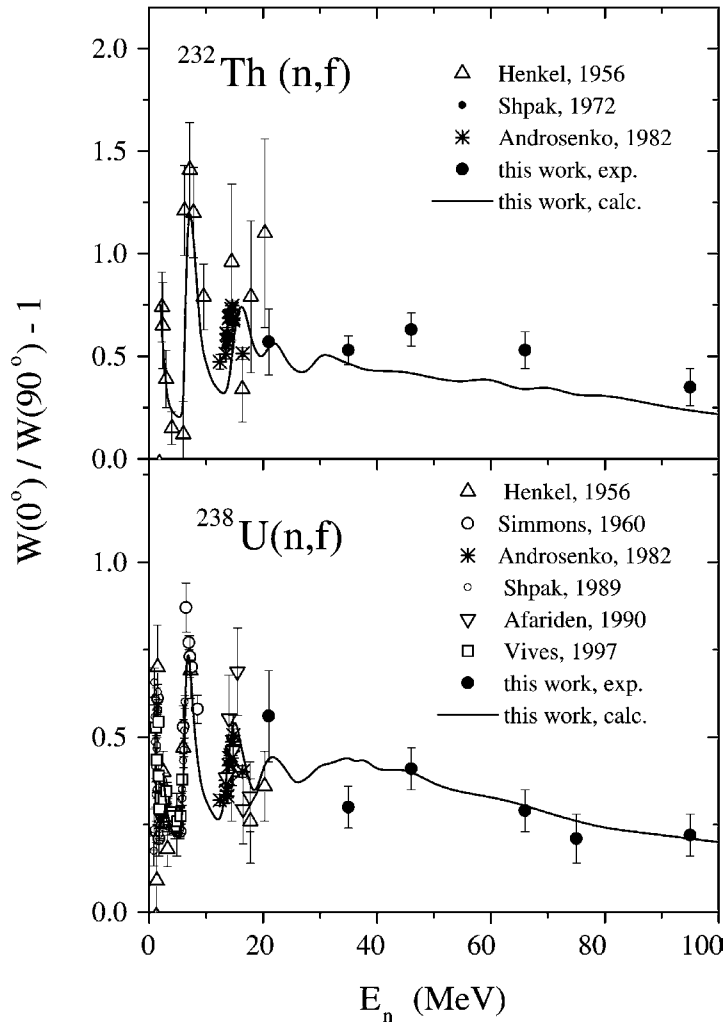 2.0
1.5
1.0
0.5
0.0
²³²Th (n,f)
Henkel, 1956
Shpak, 1972
Androsenko, 1982
this work, exp.
this work, calc.
W(0°) / W(90°) - 1
1.0
0.5
0.0
²³⁸U(n,f)
Henkel, 1956
Simmons, 1960
Androsenko, 1982
Shpak, 1989
Afariden, 1990
Vives, 1997
this work, exp.
this work, calc.
0 20 40 60 80 100
Eₙ (MeV)